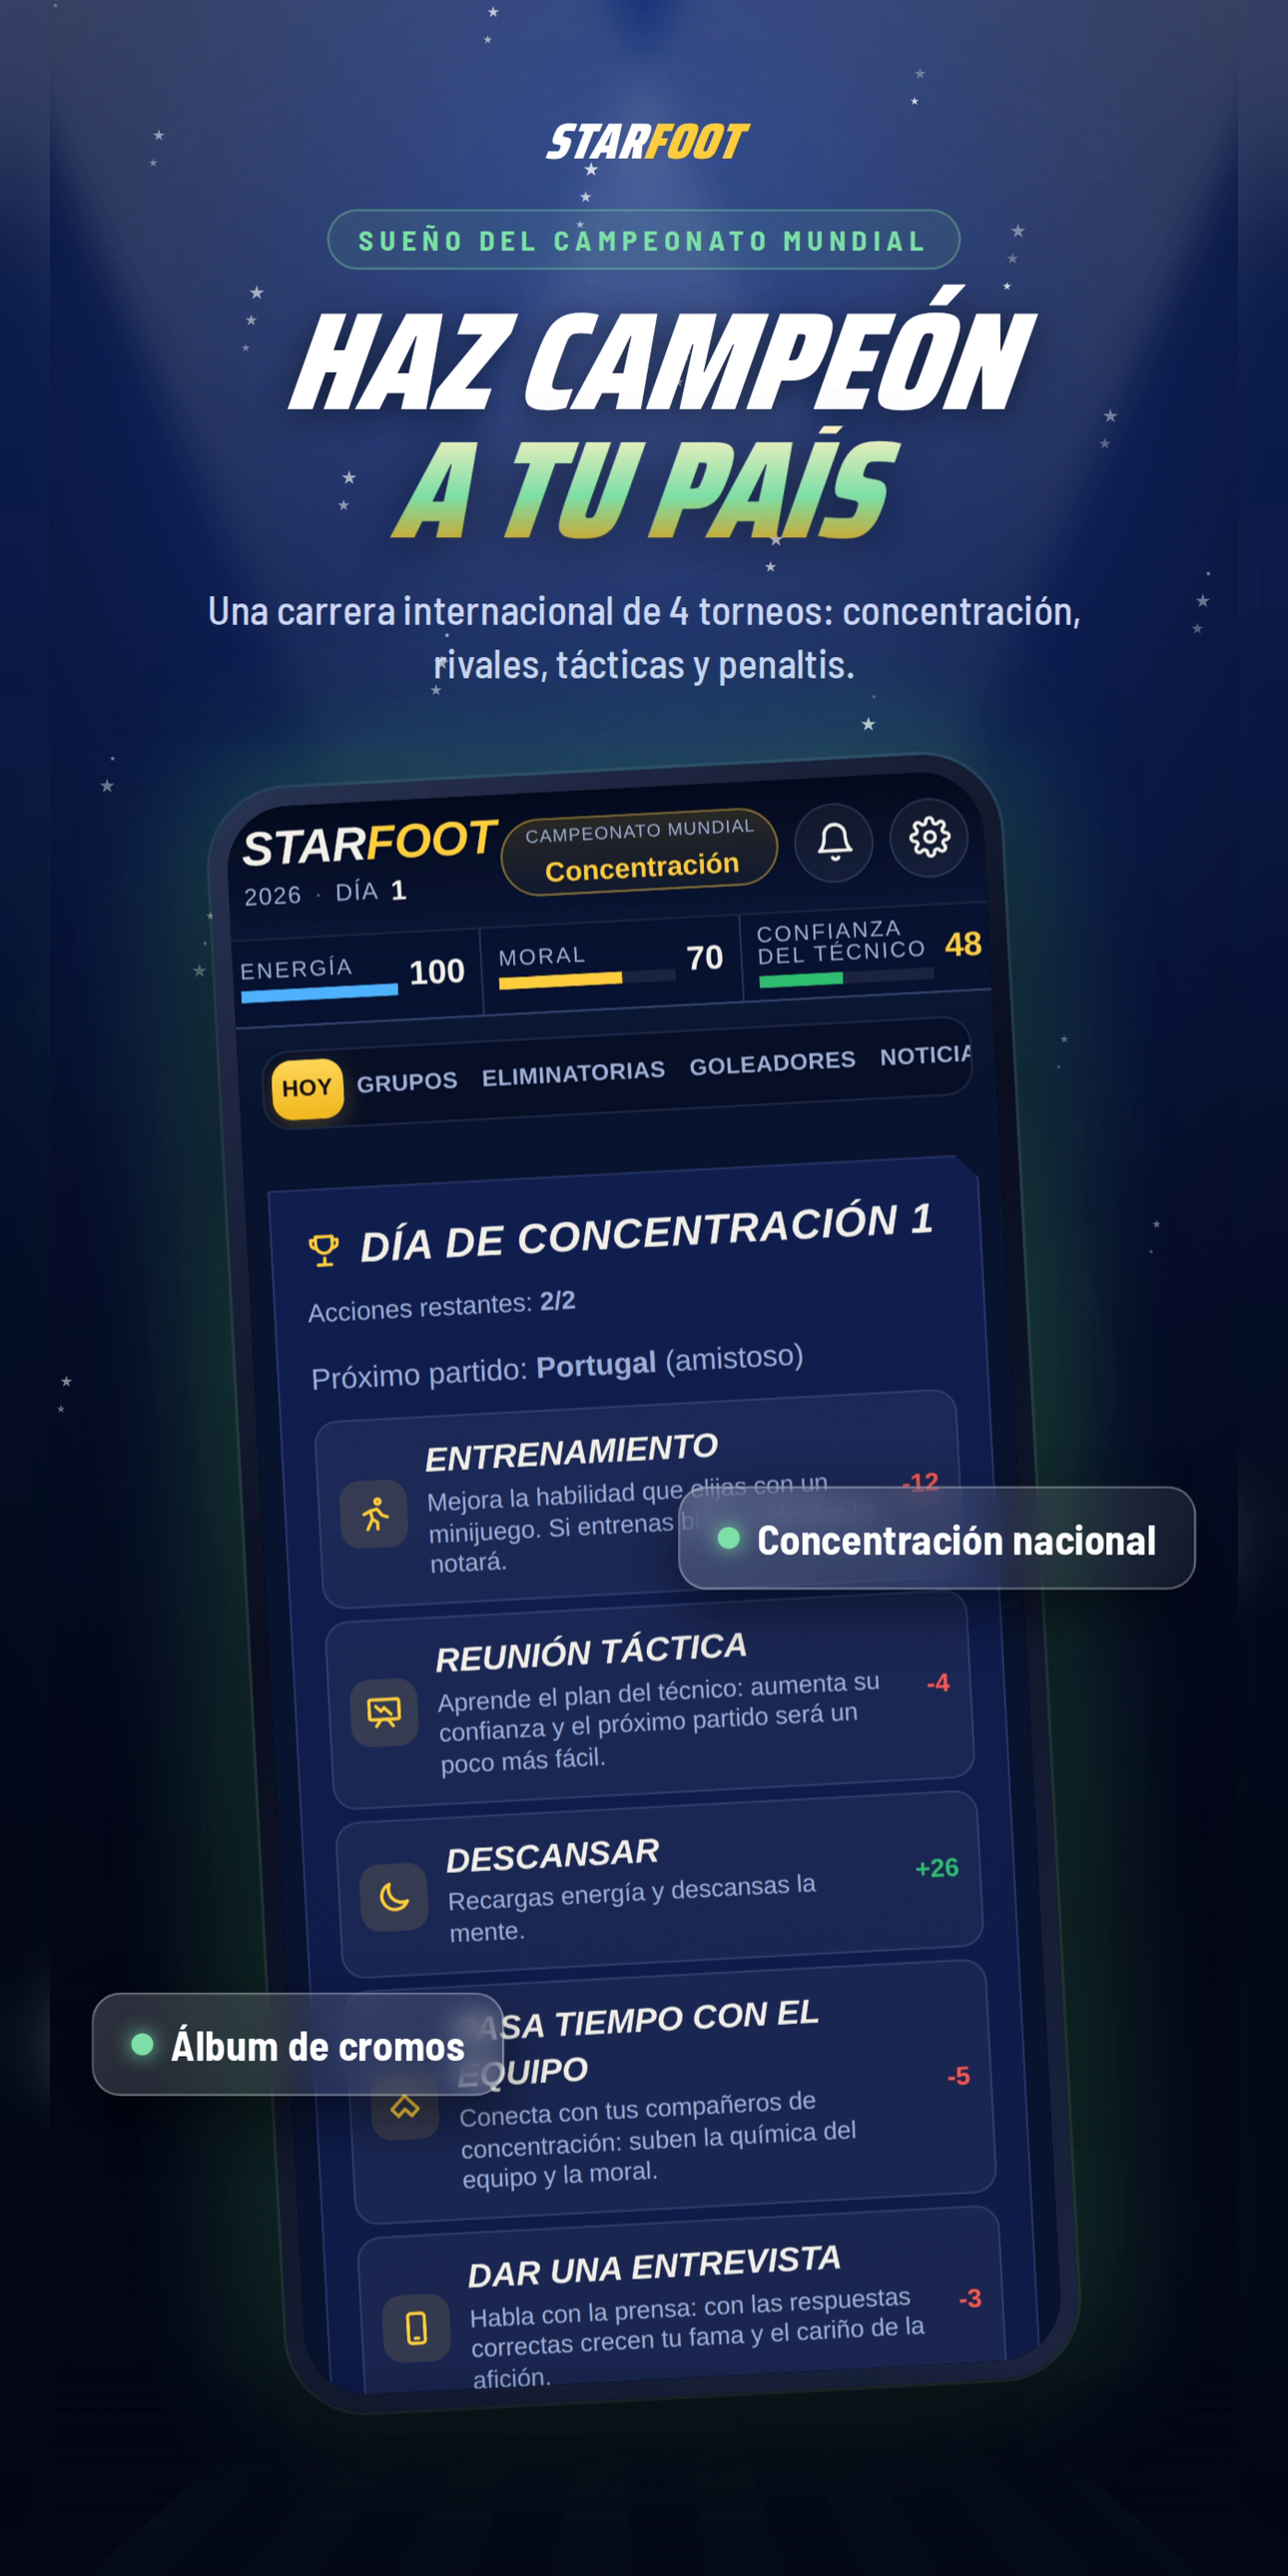 STARFOOT
SUEÑO DEL CAMPEONATO MUNDIAL
HAZ CAMPEÓN
A TU PAÍS
Una carrera internacional de 4 torneos: concentración,
rivales, tácticas y penaltis.
STARFOOT
2026 · DÍA 1
CAMPEONATO MUNDIAL
Concentración
ENERGÍA 100
MORAL 70
CONFIANZA
DEL TÉCNICO 48
HOY GRUPOS ELIMINATORIAS GOLEADORES NOTICIA
DÍA DE CONCENTRACIÓN 1
Acciones restantes: 2/2
Próximo partido: Portugal (amistoso)
ENTRENAMIENTO
Mejora la habilidad que elijas con un
minijuego. Si entrenas
notará.
-12
Concentración nacional
REUNIÓN TÁCTICA
Aprende el plan del técnico: aumenta su
confianza y el próximo partido será un
poco más fácil.
-4
DESCANSAR
Recargas energía y descansas la
mente.
+26
Álbum de cromos
PASA TIEMPO CON EL
EQUIPO
Conecta con tus compañeros de
concentración: suben la química del
equipo y la moral.
-5
DAR UNA ENTREVISTA
Habla con la prensa: con las respuestas
correctas crecen tu fama y el cariño de la
afición.
-3